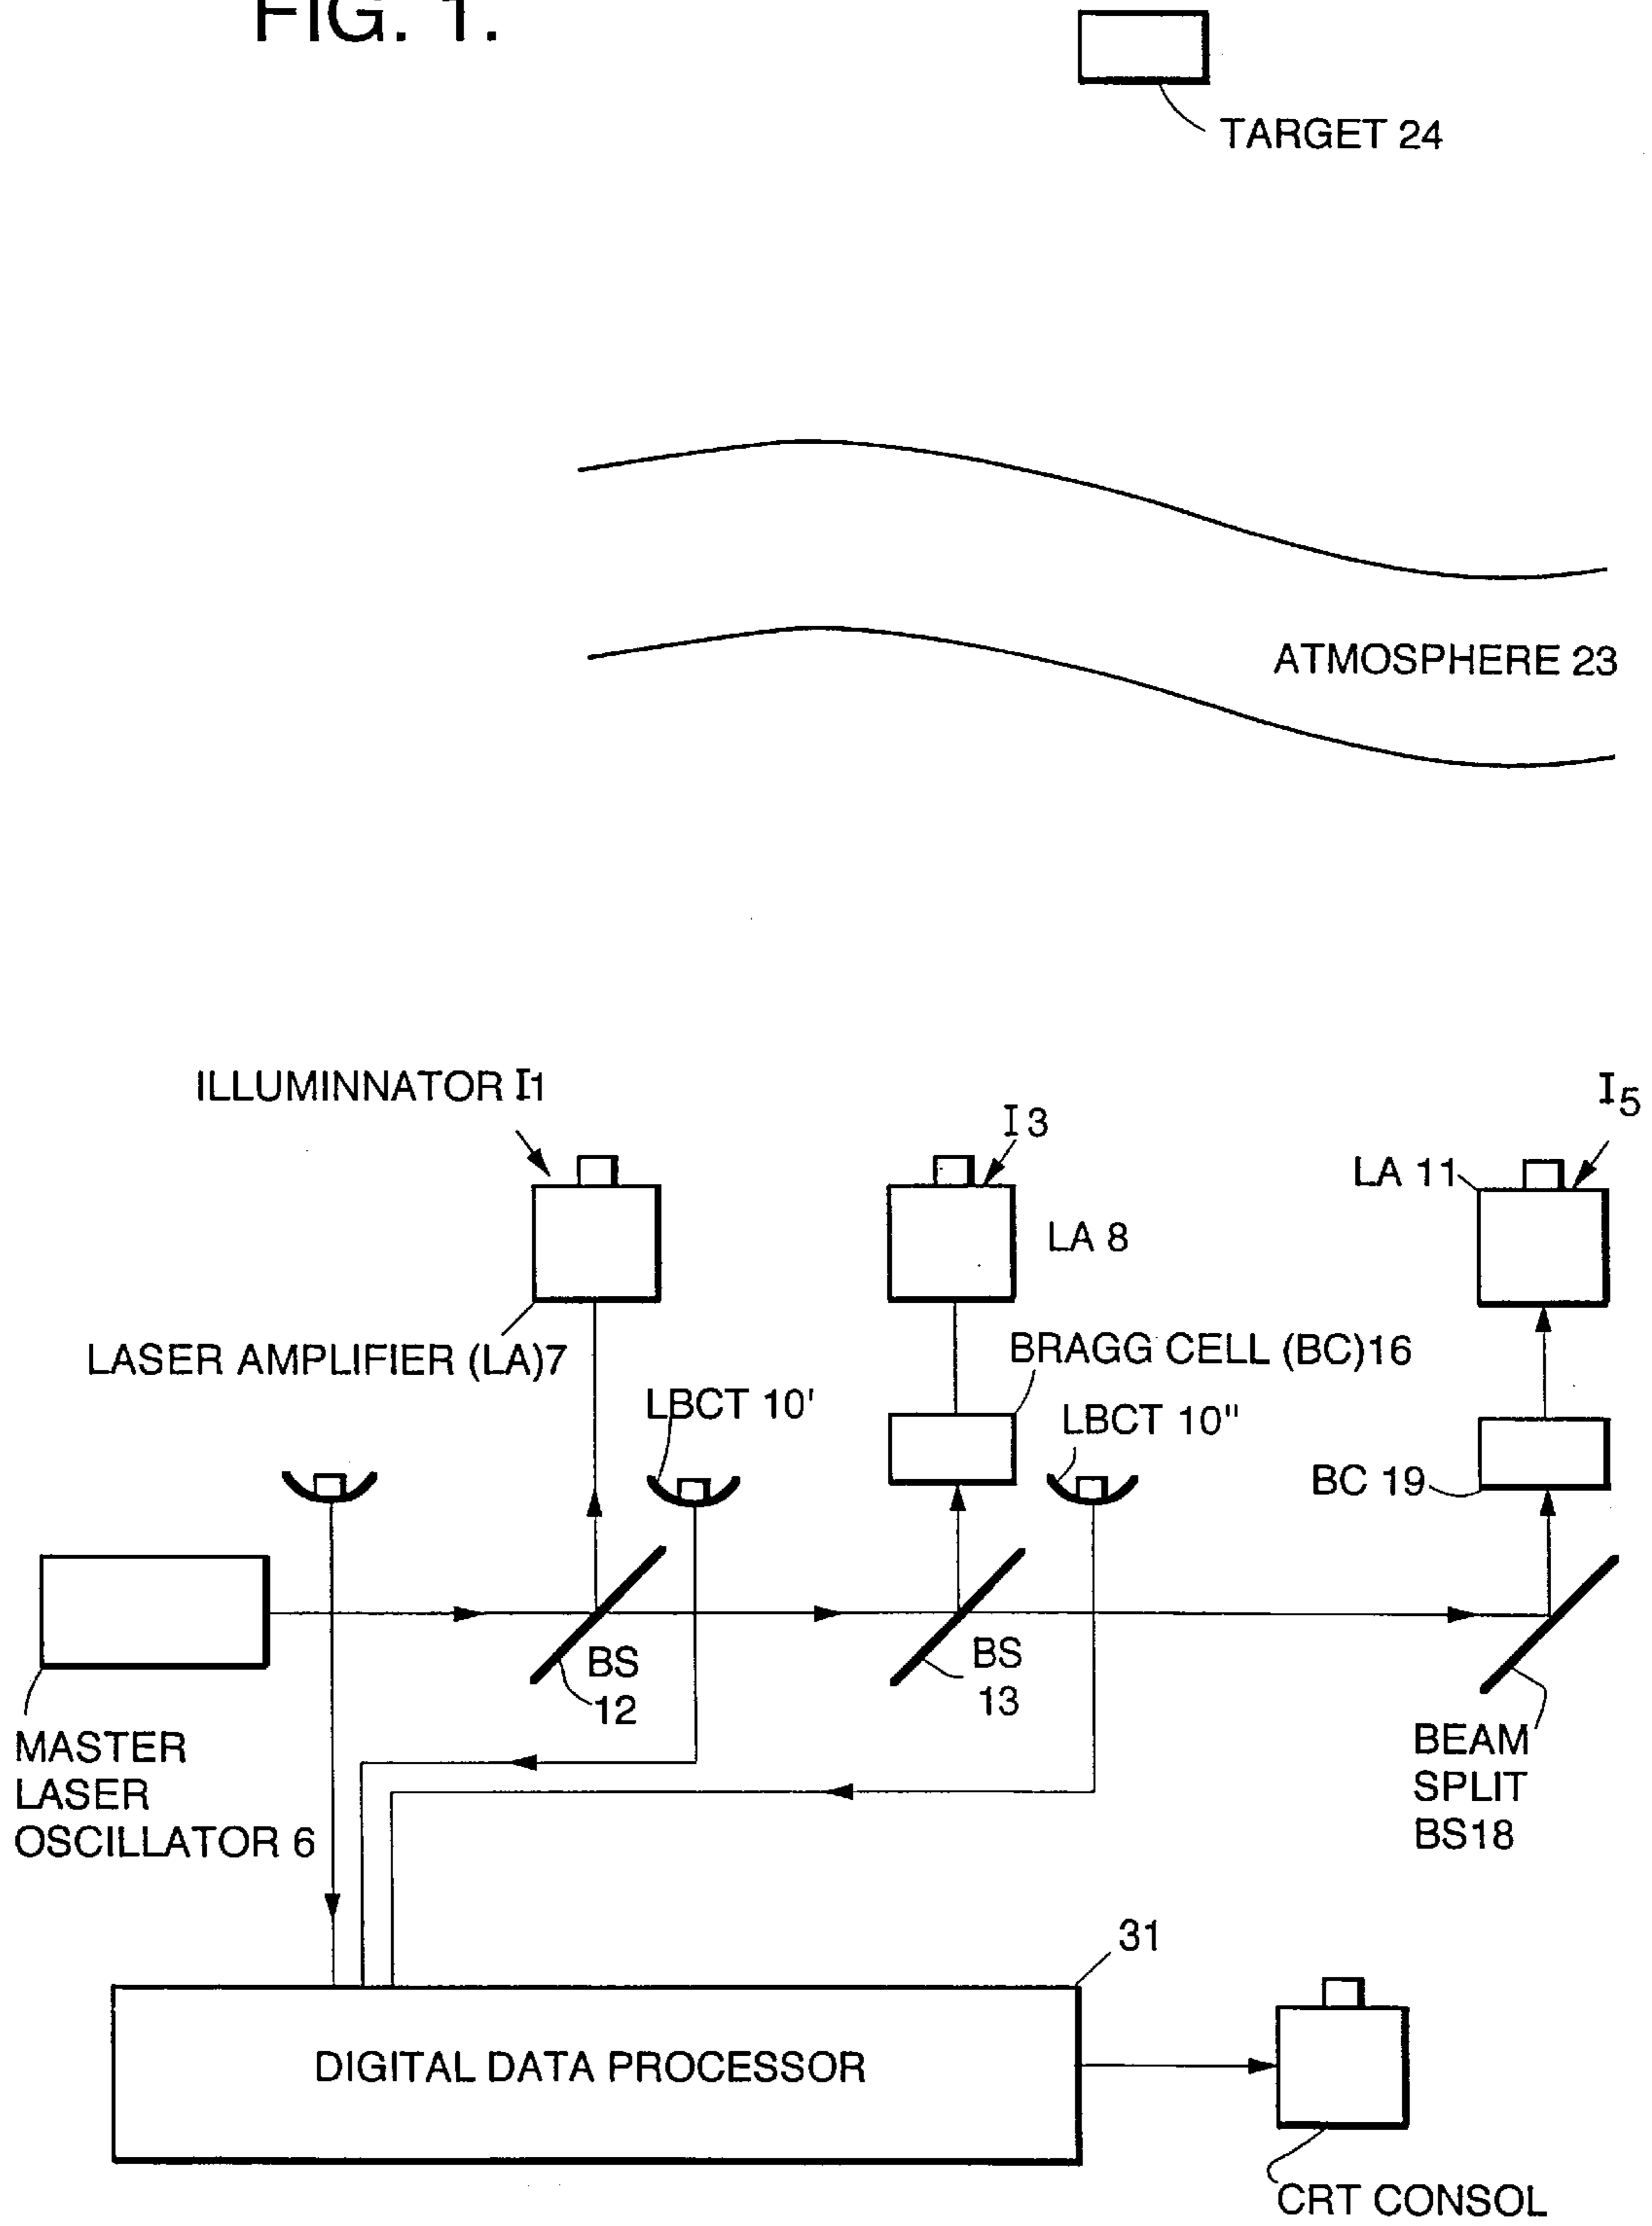 FIG. 1.
TARGET 24
ATMOSPHERE 23
ILLUMINNATOR I1
I3
I5
LA 11
LA 8
LASER AMPLIFIER (LA)7
BRAGG CELL (BC)16
LBCT 10'
LBCT 10"
BC 19
BS
12
BS
13
MASTER
LASER
OSCILLATOR 6
BEAM
SPLIT
BS18
31
DIGITAL DATA PROCESSOR
CRT CONSOL